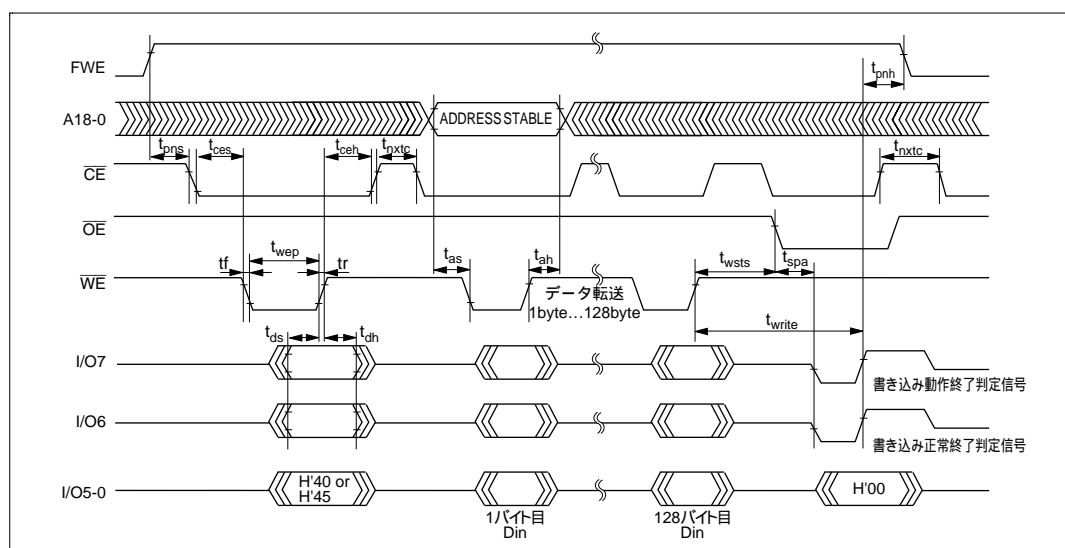 FWE
tpnh
A18-0
ADDRESS STABLE
tpns
tces
tceh
tnxtc
tnxtc
CE
OE
twep
tf
tr
tas
tah
twsts
tspa
WE
データ転送
1byte…128byte
twrite
tds
tdh
I/O7
書き込み動作終了判定信号
I/O6
書き込み正常終了判定信号
I/O5-0
H'40 or
H'45
H'00
1バイト目
Din
128バイト目
Din